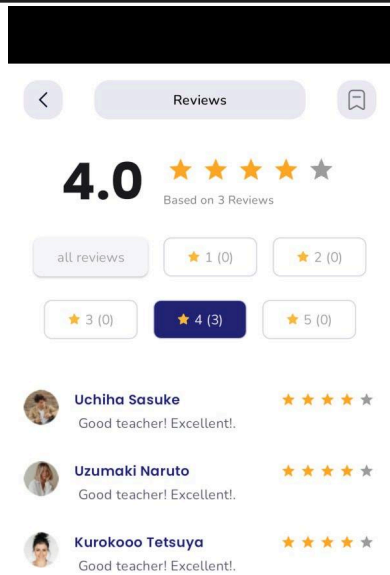 Reviews
4.0
Based on 3 Reviews
all reviews
1 (0)
2 (0)
3 (0)
4 (3)
5 (0)
Uchiha Sasuke
Good teacher! Excellent!.
Uzumaki Naruto
Good teacher! Excellent!.
Kurokooo Tetsuya
Good teacher! Excellent!.